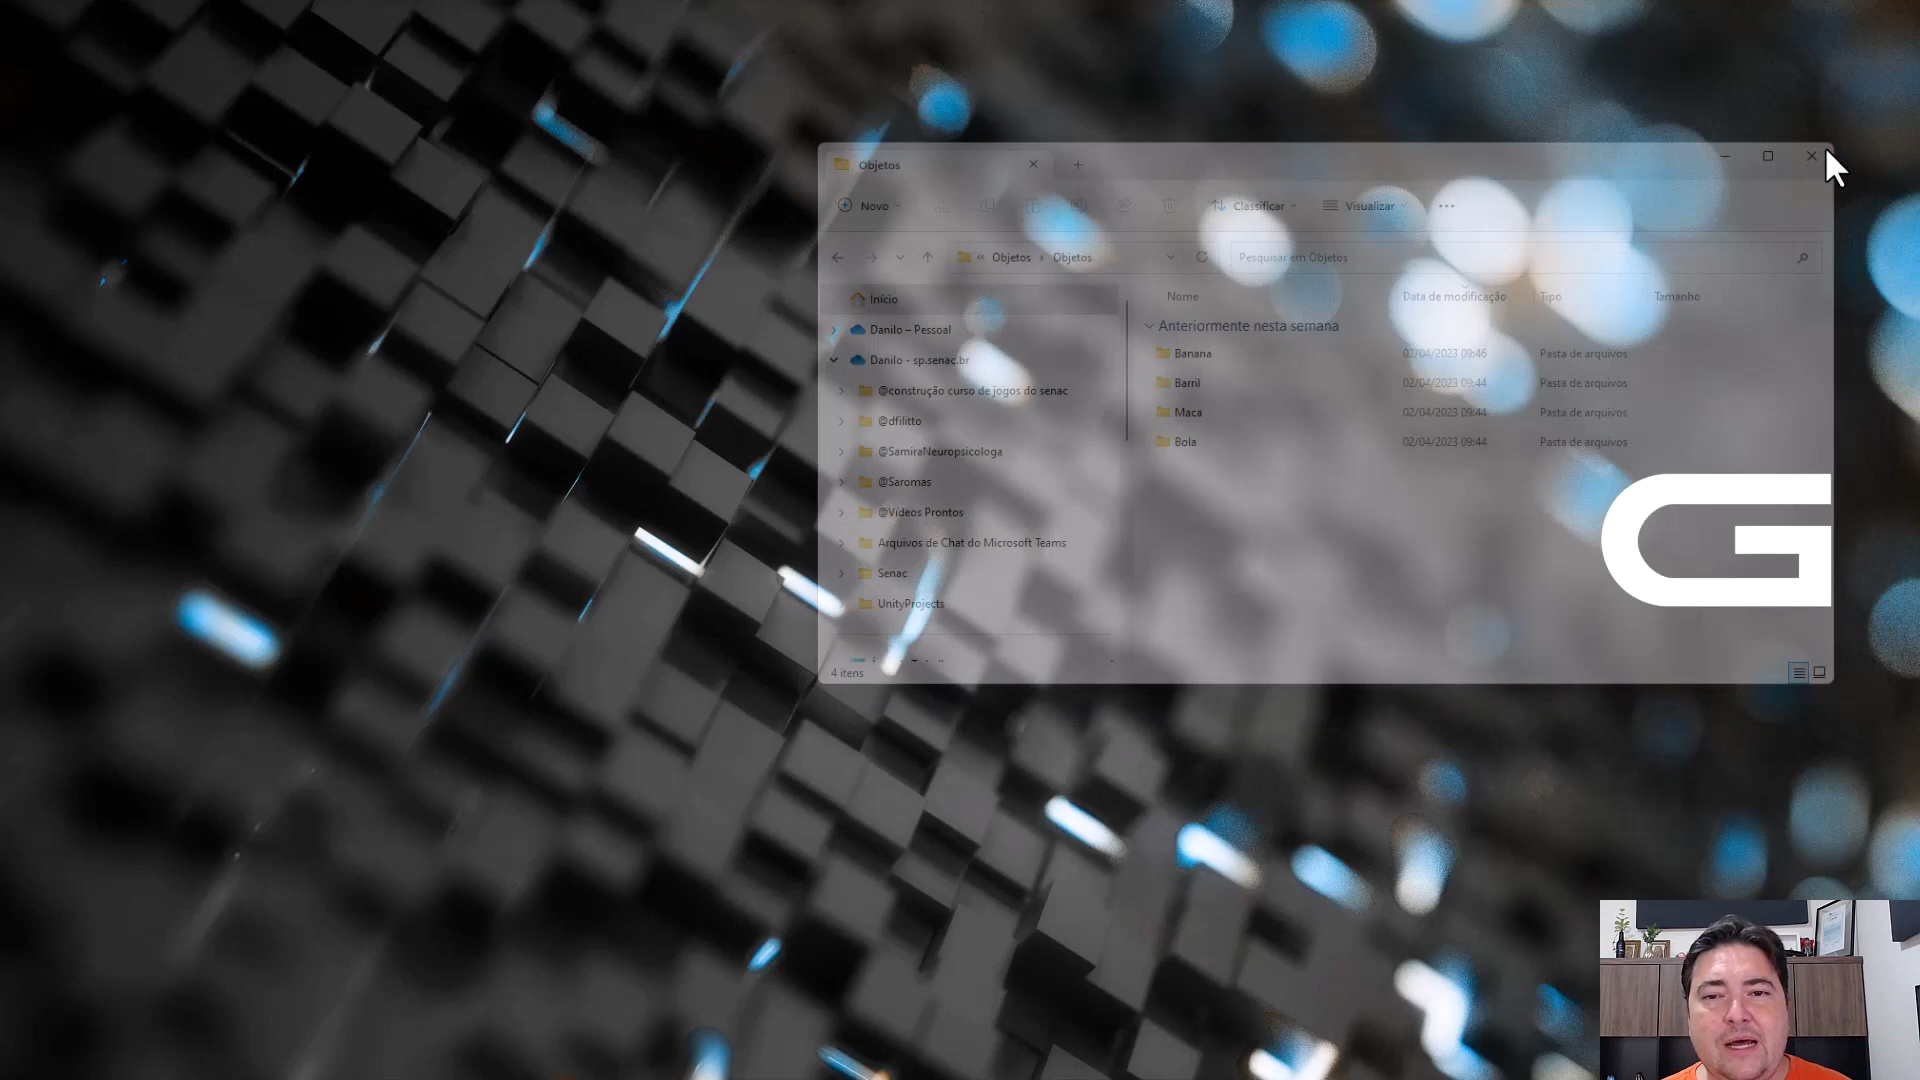 Objetos
Novo
Classificar
Visualizar
« Objetos › Objetos
Pesquisar em Objetos
Início
Danilo – Pessoal
Danilo - sp.senac.br
@construção curso de jogos do senac
@dfilitto
@SamiraNeuropsicologa
@Saromas
@Vídeos Prontos
Arquivos de Chat do Microsoft Teams
Senac
UnityProjects
Nome Data de modificação Tipo Tamanho
Anteriormente nesta semana
Banana 02/04/2023 09:46 Pasta de arquivos
Barril 02/04/2023 09:44 Pasta de arquivos
Maca 02/04/2023 09:44 Pasta de arquivos
Bola 02/04/2023 09:44 Pasta de arquivos
4 itens
G